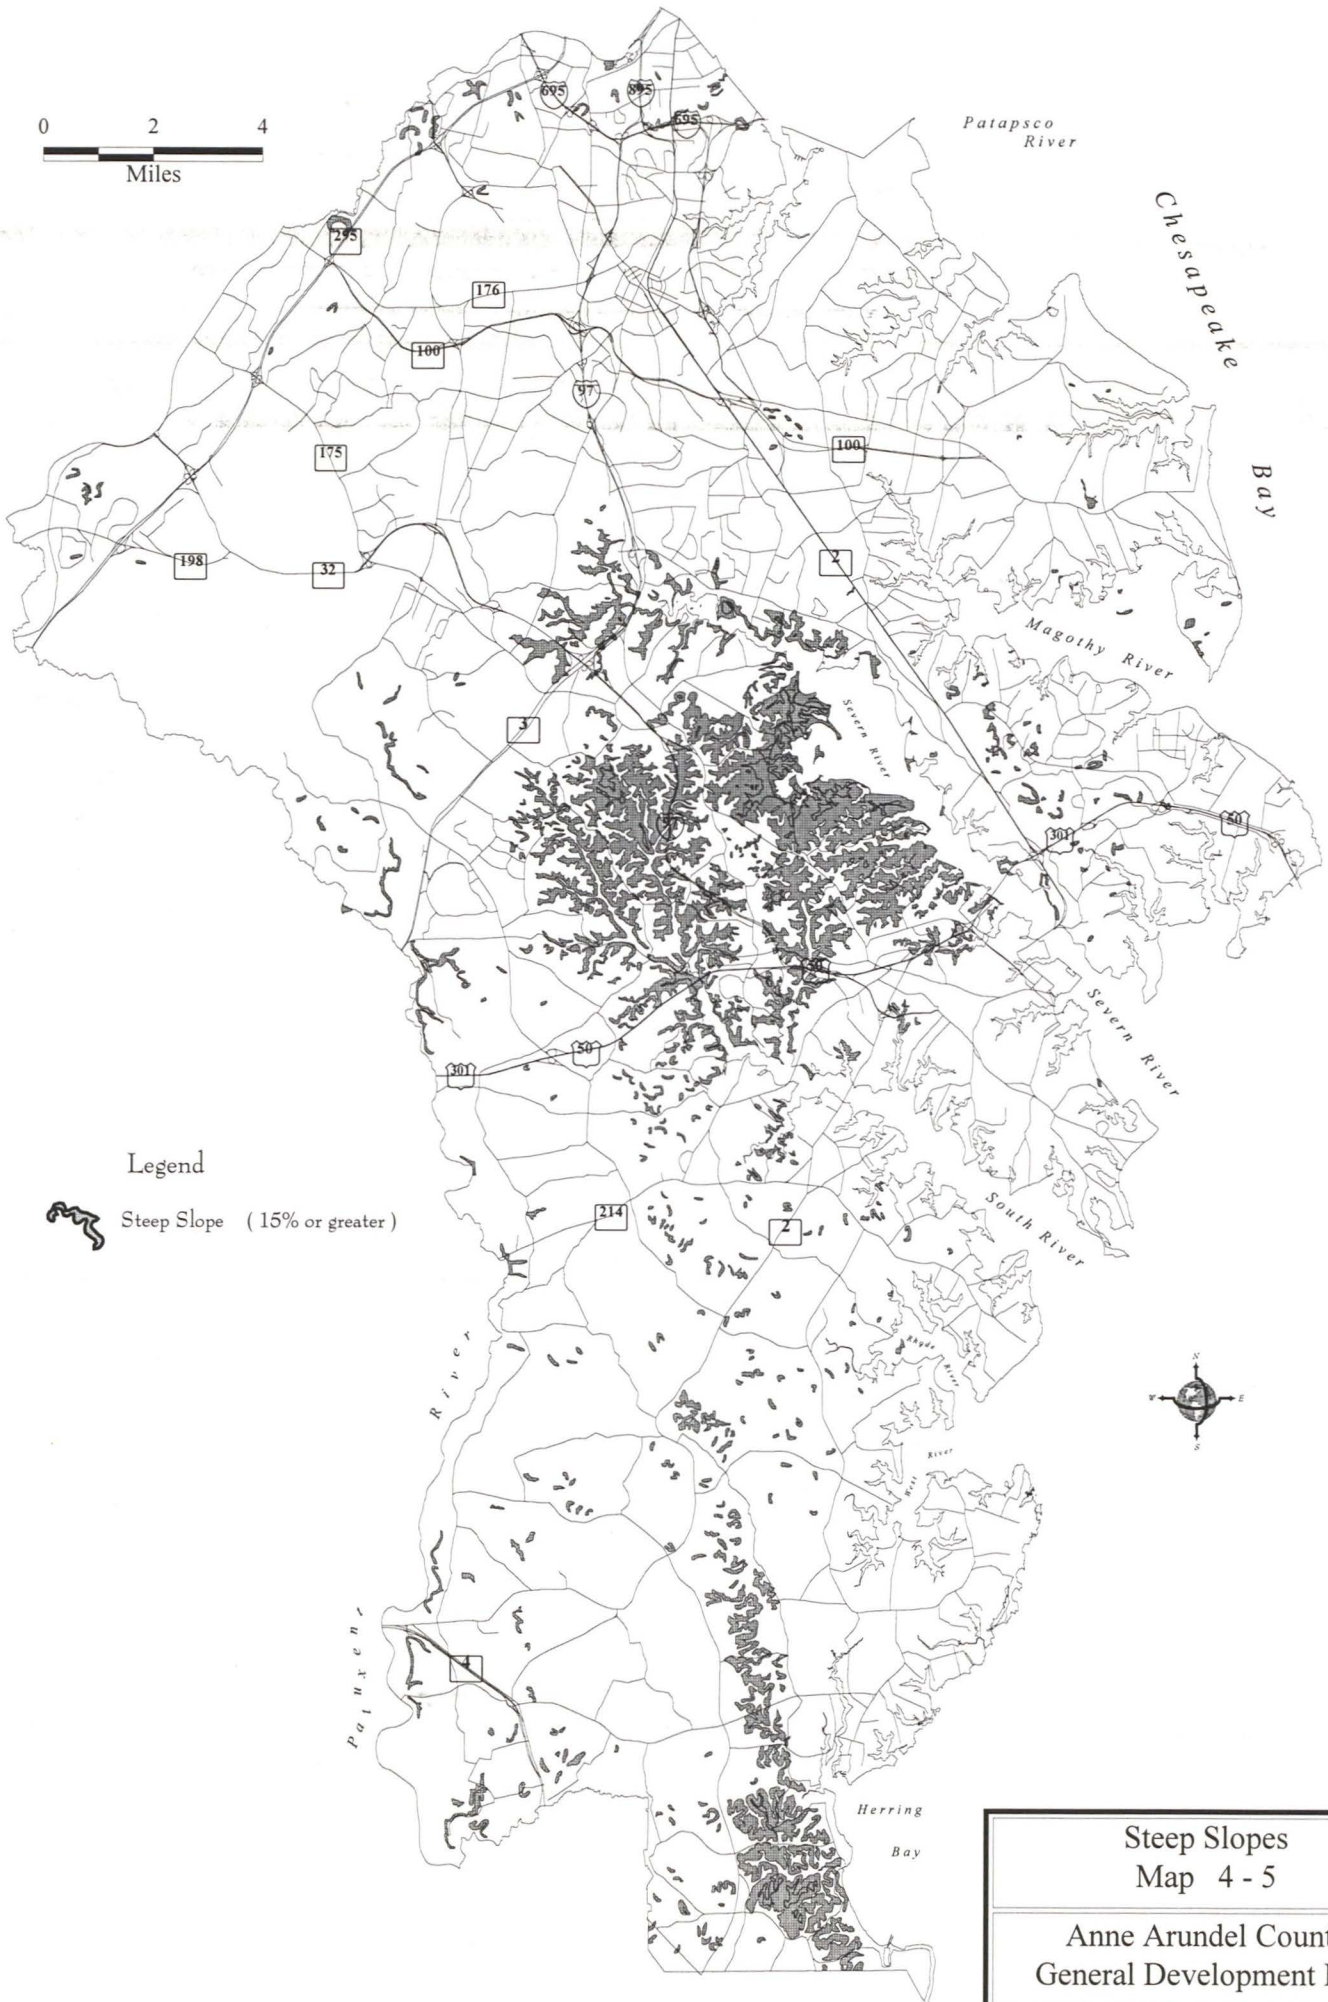 0 2 4
Miles
695
895
695
Patapsco
River
Chesapeake
Bay
295
176
100
97
175
100
198
32
2
Magothy River
3
Severn River
50
301
50
Severn River
50
301
Legend
Steep Slope ( 15% or greater )
214
2
South River
Rhode River
N
W E
S
West River
Patuxent River
4
Herring
Bay
Steep Slopes
Map 4 - 5
Anne Arundel Count
General Development